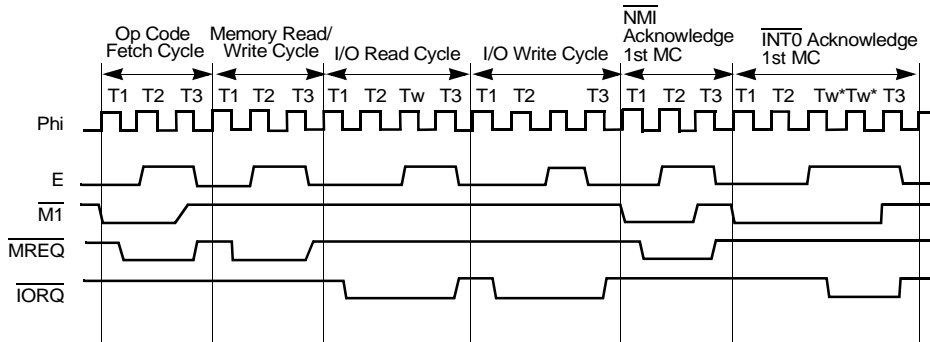 Op Code
Fetch Cycle
Memory Read/
Write Cycle
I/O Read Cycle
I/O Write Cycle
NMI
Acknowledge
1st MC
INT0 Acknowledge
1st MC
T1 T2 T3 T1 T2 T3 T1 T2 Tw T3 T1 T2 T3 T1 T2 T3 T1 T2 Tw*Tw* T3
Phi
E
M1
MREQ
IORQ